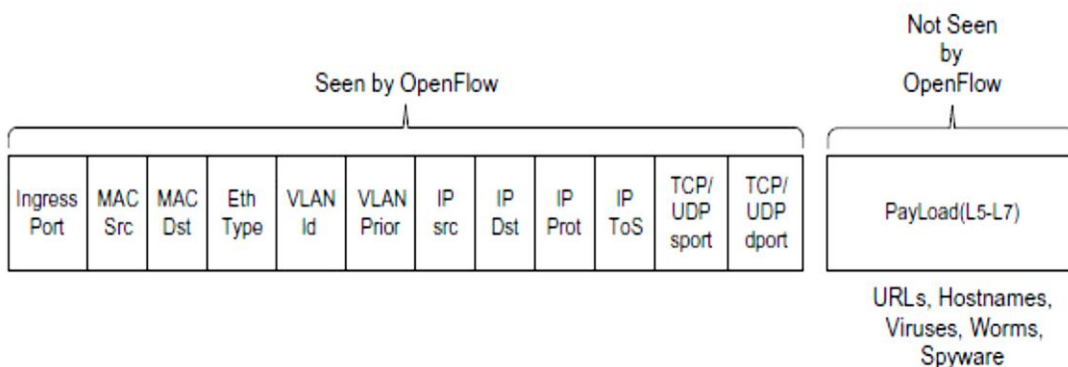 Seen by OpenFlow
Not Seen
by
OpenFlow
Ingress
Port
MAC
Src
MAC
Dst
Eth
Type
VLAN
Id
VLAN
Prior
IP
src
IP
Dst
IP
Prot
IP
ToS
TCP/
UDP
sport
TCP/
UDP
dport
PayLoad(L5-L7)
URLs, Hostnames,
Viruses, Worms,
Spyware